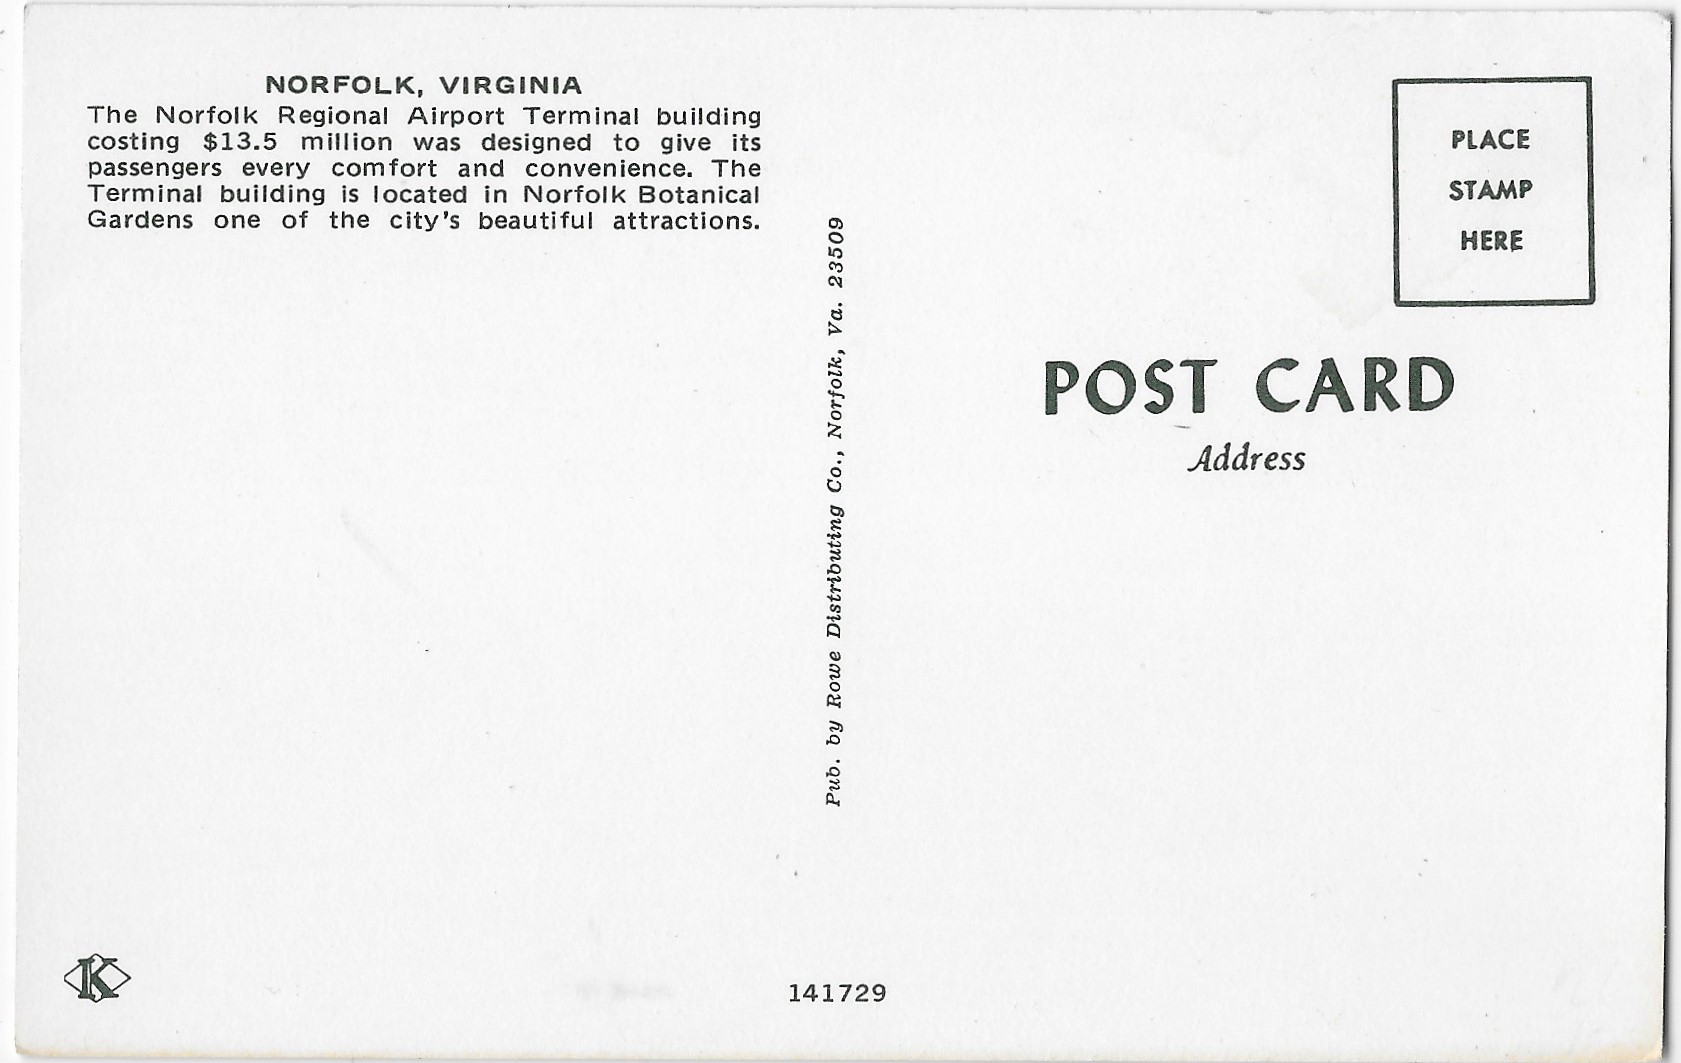 NORFOLK, VIRGINIA
The Norfolk Regional Airport Terminal building
costing $13.5 million was designed to give its
passengers every comfort and convenience. The
Terminal building is located in Norfolk Botanical
Gardens one of the city's beautiful attractions.
Pub. by Rowe Distributing Co., Norfolk, Va. 23509
PLACE
STAMP
HERE
POST CARD
Address
K
141729